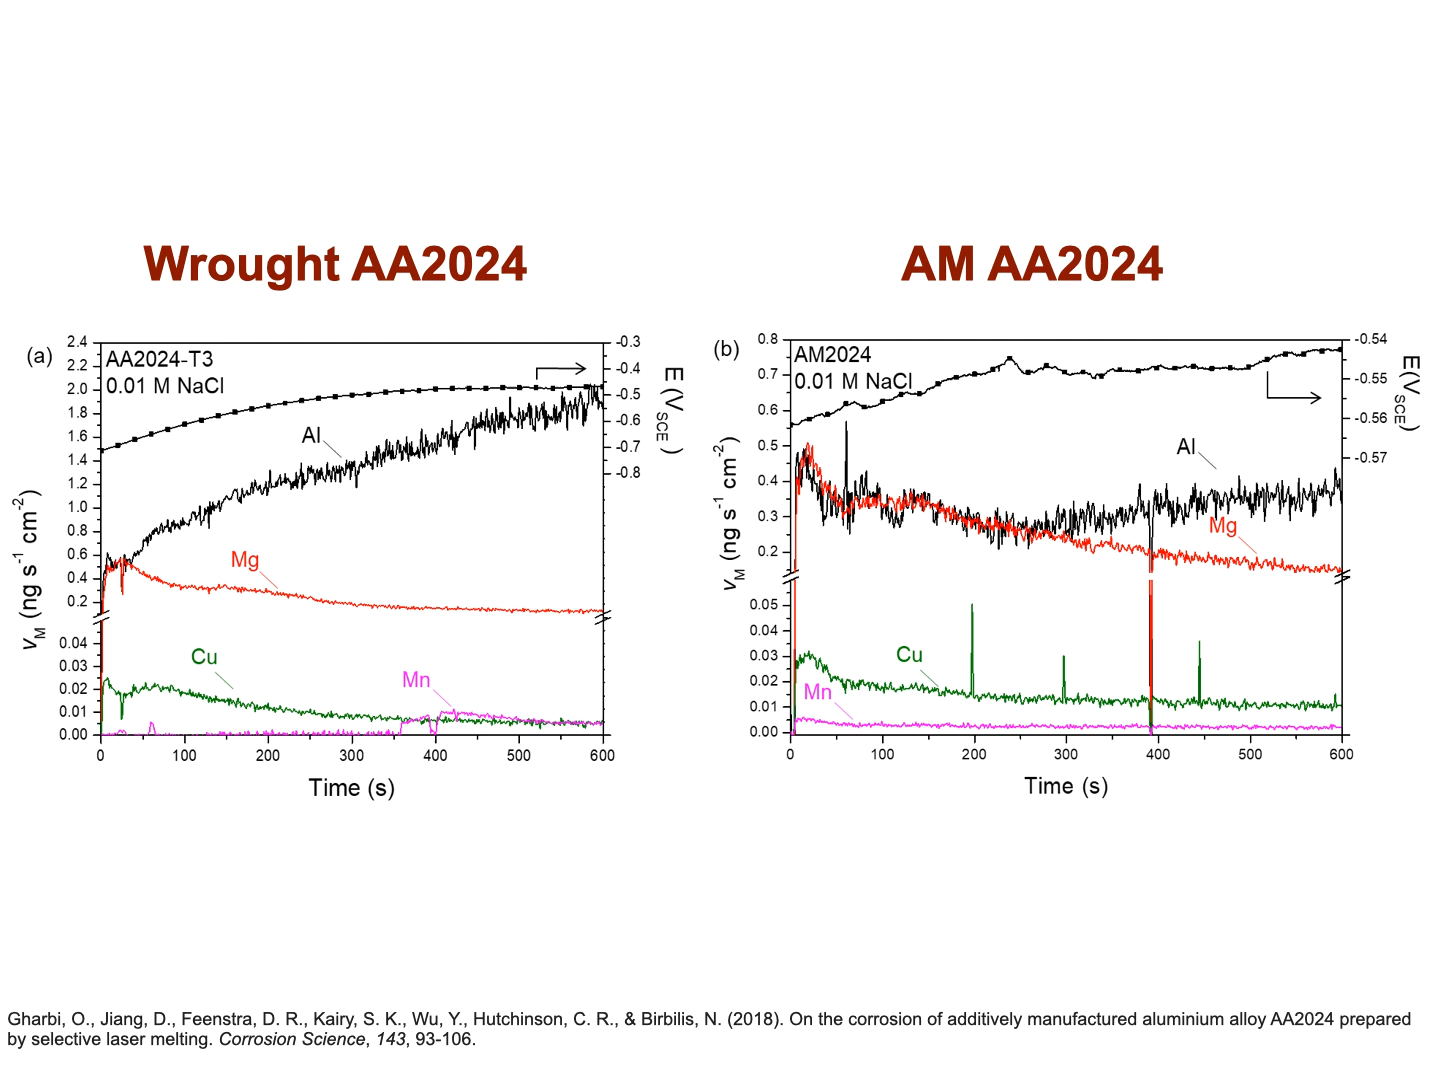 Wrought AA2024
AM AA2024
(a)
AA2024-T3
0.01 M NaCl
Al
Mg
Cu
Mn
2.4
2.2
2.0
1.8
1.6
1.4
1.2
1.0
0.8
0.6
0.4
0.2
0.04
0.03
0.02
0.01
0.00
-0.3
-0.4
-0.5
-0.6
-0.7
-0.8
E (VSCE)
vM (ng s-1 cm-2)
0 100 200 300 400 500 600
Time (s)
(b)
AM2024
0.01 M NaCl
Al
Mg
Cu
Mn
0.8
0.7
0.6
0.5
0.4
0.3
0.2
0.05
0.04
0.03
0.02
0.01
0.00
-0.54
-0.55
-0.56
-0.57
E (VSCE)
vM (ng s-1 cm-2)
0 100 200 300 400 500 600
Time (s)
Gharbi, O., Jiang, D., Feenstra, D. R., Kairy, S. K., Wu, Y., Hutchinson, C. R., & Birbilis, N. (2018). On the corrosion of additively manufactured aluminium alloy AA2024 prepared
by selective laser melting. Corrosion Science, 143, 93-106.